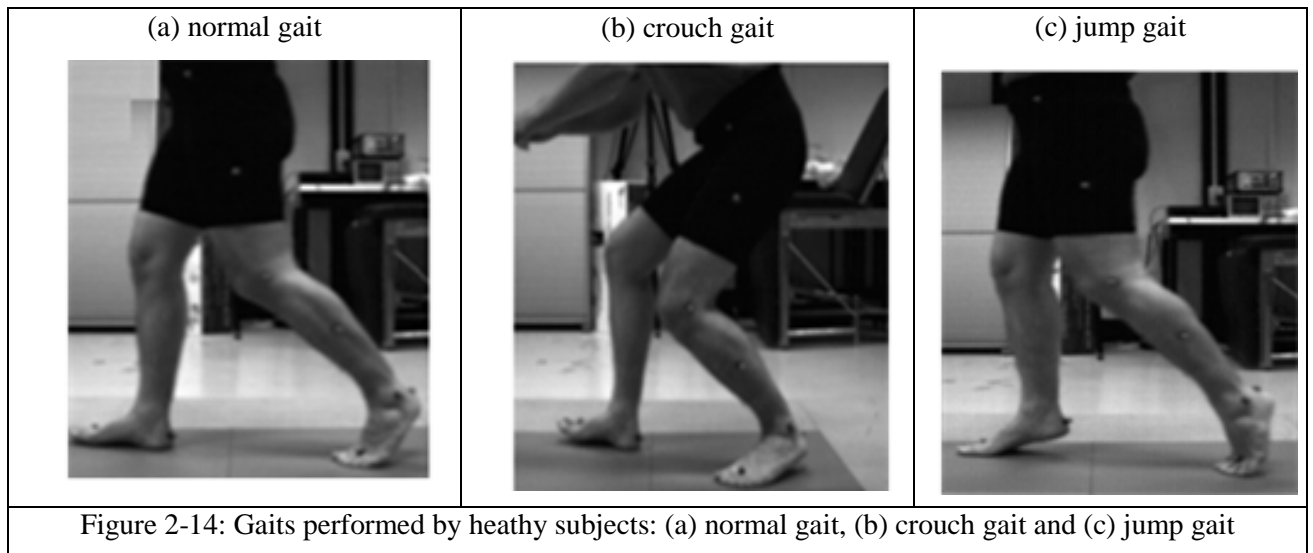 (a) normal gait
(b) crouch gait
(c) jump gait
Figure 2-14: Gaits performed by heathy subjects: (a) normal gait, (b) crouch gait and (c) jump gait